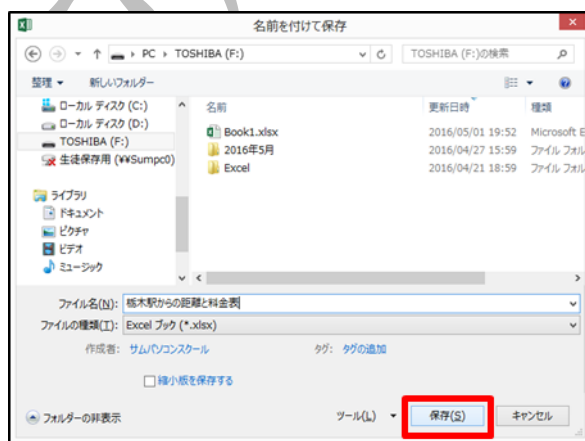 名前を付けて保存
PC ▸ TOSHIBA (F:)
TOSHIBA (F:)の検索
整理
新しいフォルダー
ローカル ディスク (C:)
ローカル ディスク (D:)
TOSHIBA (F:)
生徒保存用 (¥¥Sumpc0)
ライブラリ
ドキュメント
ピクチャ
ビデオ
ミュージック
名前 更新日時 種類
Book1.xlsx 2016/05/01 19:52 Microsoft E
2016年5月 2016/04/27 15:59 ファイル フォル
Excel 2016/04/21 18:59 ファイル フォル
ファイル名(N): 栃木駅からの距離と料金表
ファイルの種類(T): Excel ブック (*.xlsx)
作成者: サムパソコンスクール タグ: タグの追加
縮小版を保存する
フォルダーの非表示
ツール(L) 保存(S) キャンセル